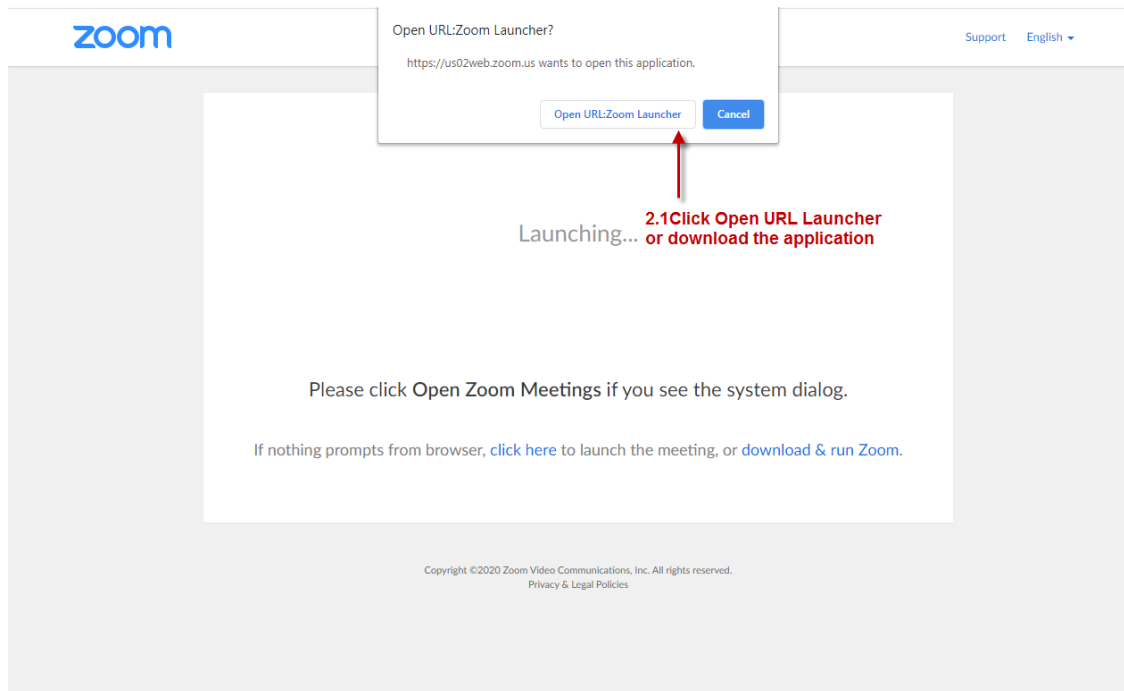 zoom
Support English
Open URL:Zoom Launcher?
https://us02web.zoom.us wants to open this application.
Open URL:Zoom Launcher Cancel
2.1Click Open URL Launcher
or download the application
Launching...
Please click Open Zoom Meetings if you see the system dialog.
If nothing prompts from browser, click here to launch the meeting, or download & run Zoom.
Copyright ©2020 Zoom Video Communications, Inc. All rights reserved.
Privacy & Legal Policies